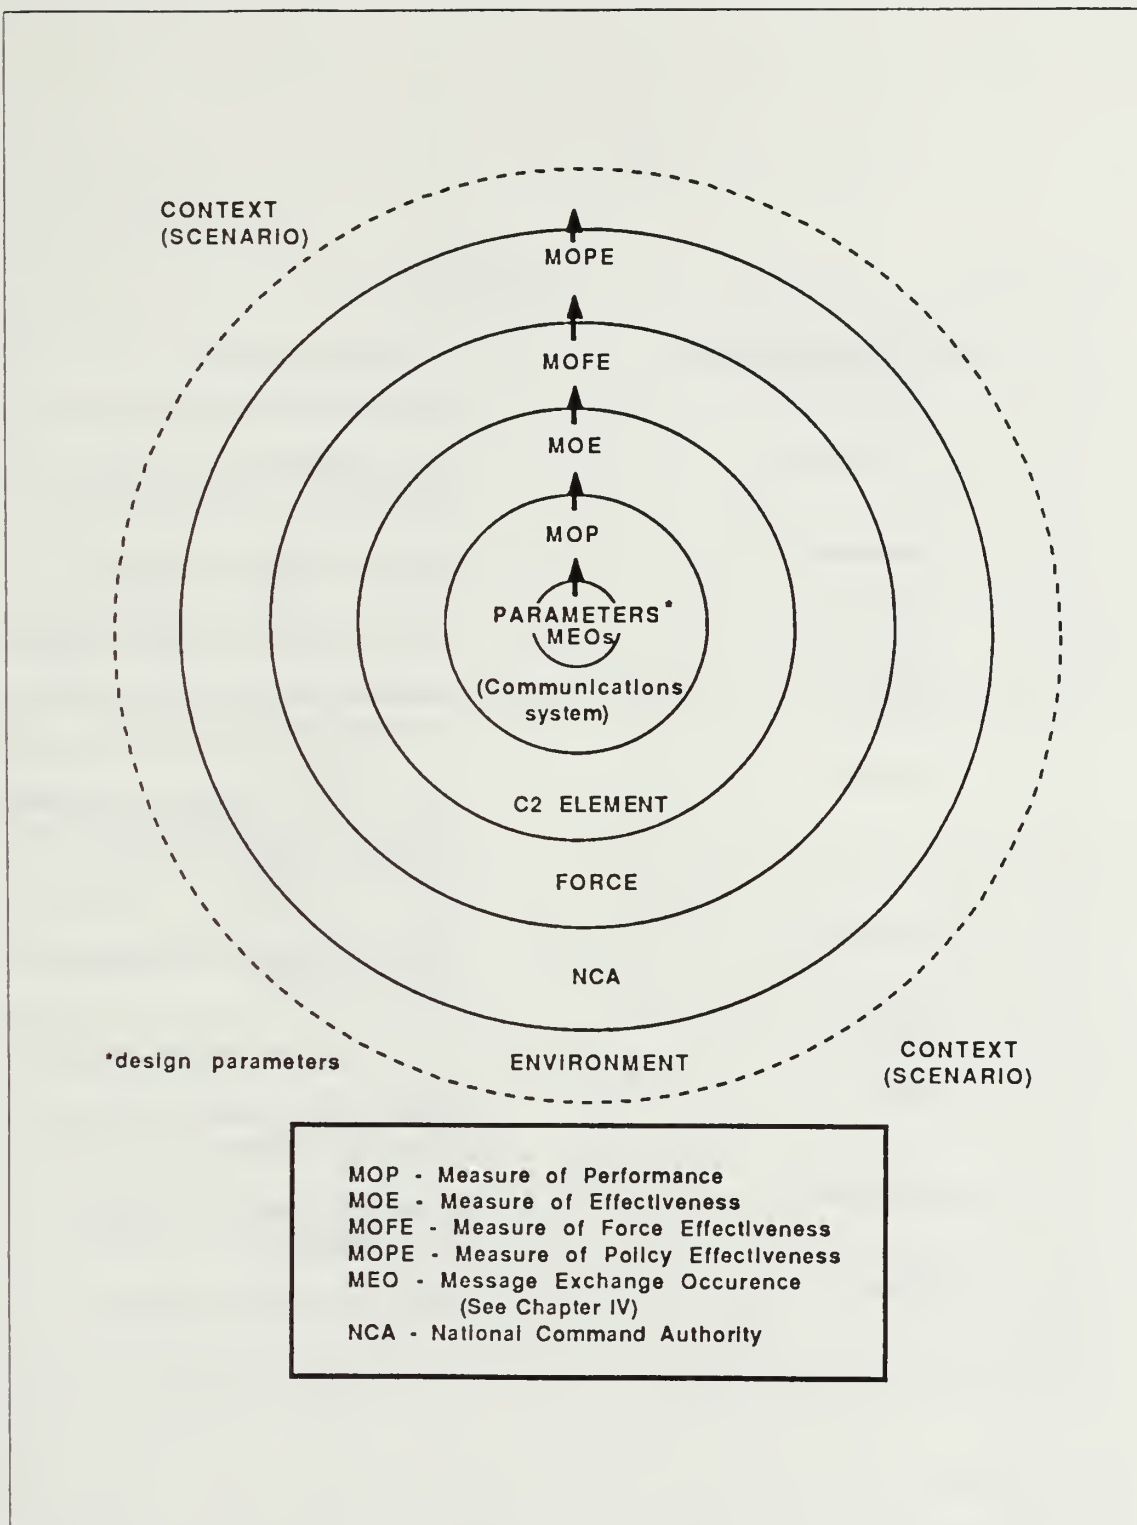 CONTEXT
(SCENARIO)
MOPE
MOFE
MOE
MOP
PARAMETERS*
MEOs
(Communications
system)
C2 ELEMENT
FORCE
NCA
*design parameters
ENVIRONMENT
CONTEXT
(SCENARIO)
MOP - Measure of Performance
MOE - Measure of Effectiveness
MOFE - Measure of Force Effectiveness
MOPE - Measure of Policy Effectiveness
MEO - Message Exchange Occurence
(See Chapter IV)
NCA - National Command Authority